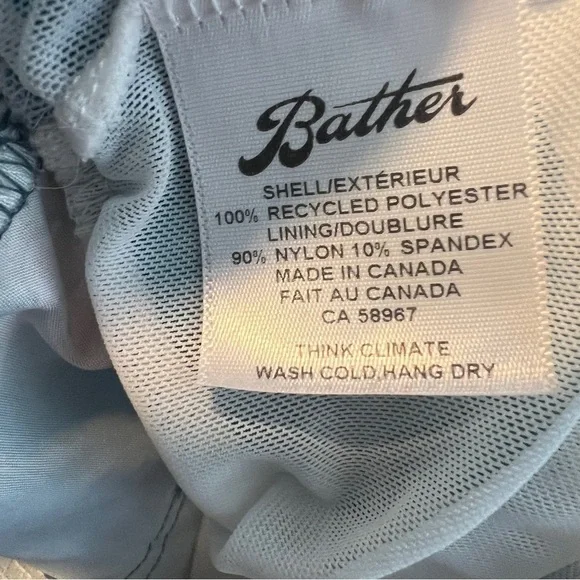 Bather
SHELL/EXTÉRIEUR
100% RECYCLED POLYESTER
LINING/DOUBLURE
90% NYLON 10% SPANDEX
MADE IN CANADA
FAIT AU CANADA
CA 58967
THINK CLIMATE
WASH COLD,HANG DRY